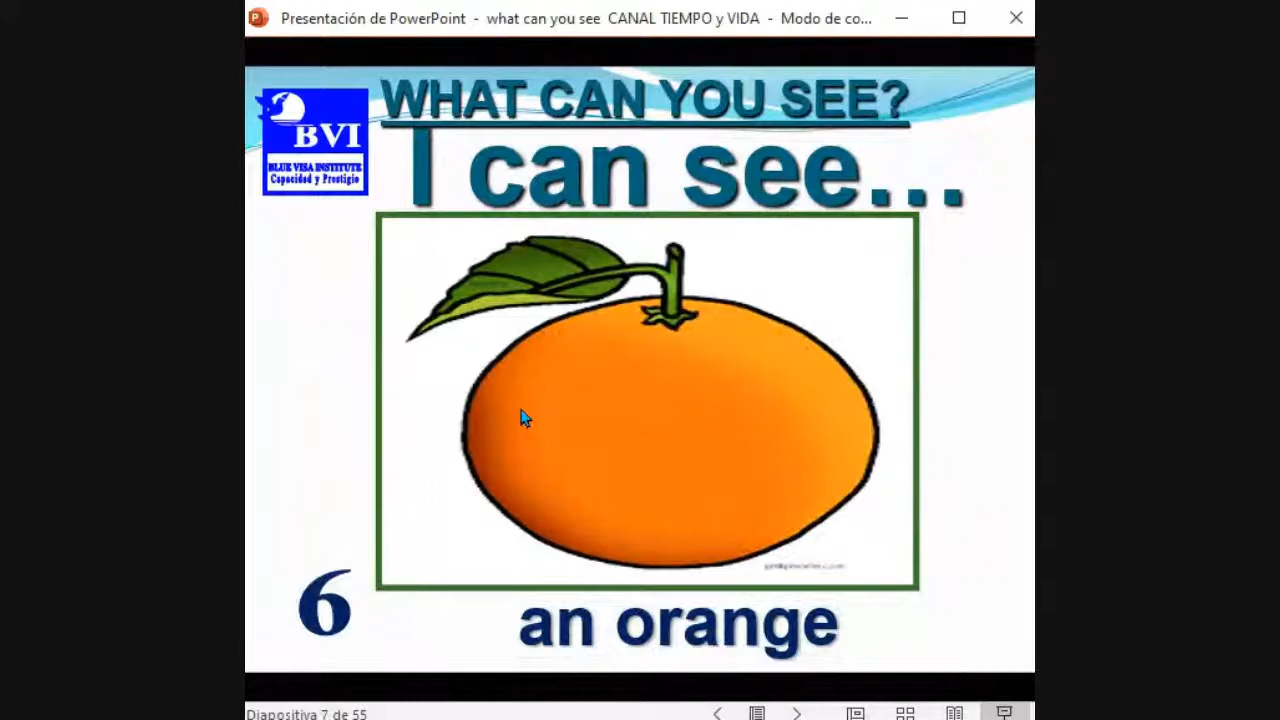 Presentación de PowerPoint - what can you see CANAL TIEMPO y VIDA - Modo de co...
WHAT CAN YOU SEE?
BVI
BLUE VISA INSTITUTE
Capacidad y Prestigio
I can see...
6
an orange
Diapositiva 7 de 55